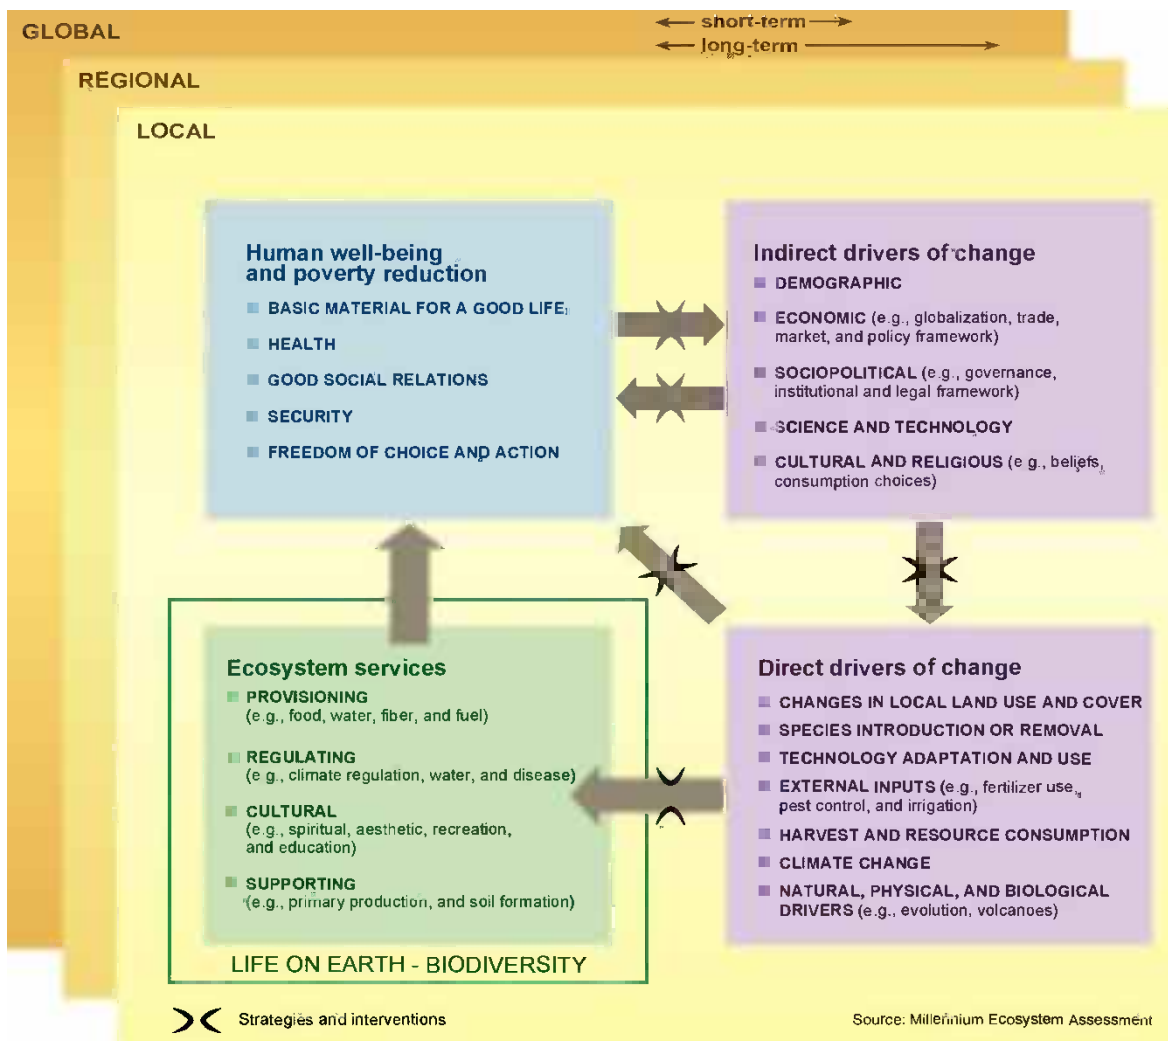 GLOBAL
short-term
long-term
REGIONAL
LOCAL
Human well-being
and poverty reduction
BASIC MATERIAL FOR A GOOD LIFE
HEALTH
GOOD SOCIAL RELATIONS
SECURITY
FREEDOM OF CHOICE AND ACTION
Indirect drivers of change
DEMOGRAPHIC
ECONOMIC (e.g., globalization, trade,
market, and policy framework)
SOCIOPOLITICAL (e.g., governance,
institutional and legal framework)
SCIENCE AND TECHNOLOGY
CULTURAL AND RELIGIOUS (e g., beliefs,
consumption choices)
Ecosystem services
PROVISIONING
(e.g., food, water, fiber, and fuel)
REGULATING
(e.g., climate regulation, water, and disease)
CULTURAL
(e.g., spiritual, aesthetic, recreation,
and education)
SUPPORTING
(e.g., primary production, and soil formation)
LIFE ON EARTH - BIODIVERSITY
Direct drivers of change
CHANGES IN LOCAL LAND USE AND COVER
SPECIES INTRODUCTION OR REMOVAL
TECHNOLOGY ADAPTATION AND USE
EXTERNAL INPUTS (e.g., fertilizer use,
pest control, and irrigation)
HARVEST AND RESOURCE CONSUMPTION
CLIMATE CHANGE
NATURAL, PHYSICAL, AND BIOLOGICAL
DRIVERS (e.g., evolution, volcanoes)
Strategies and interventions
Source: Millennium Ecosystem Assessment